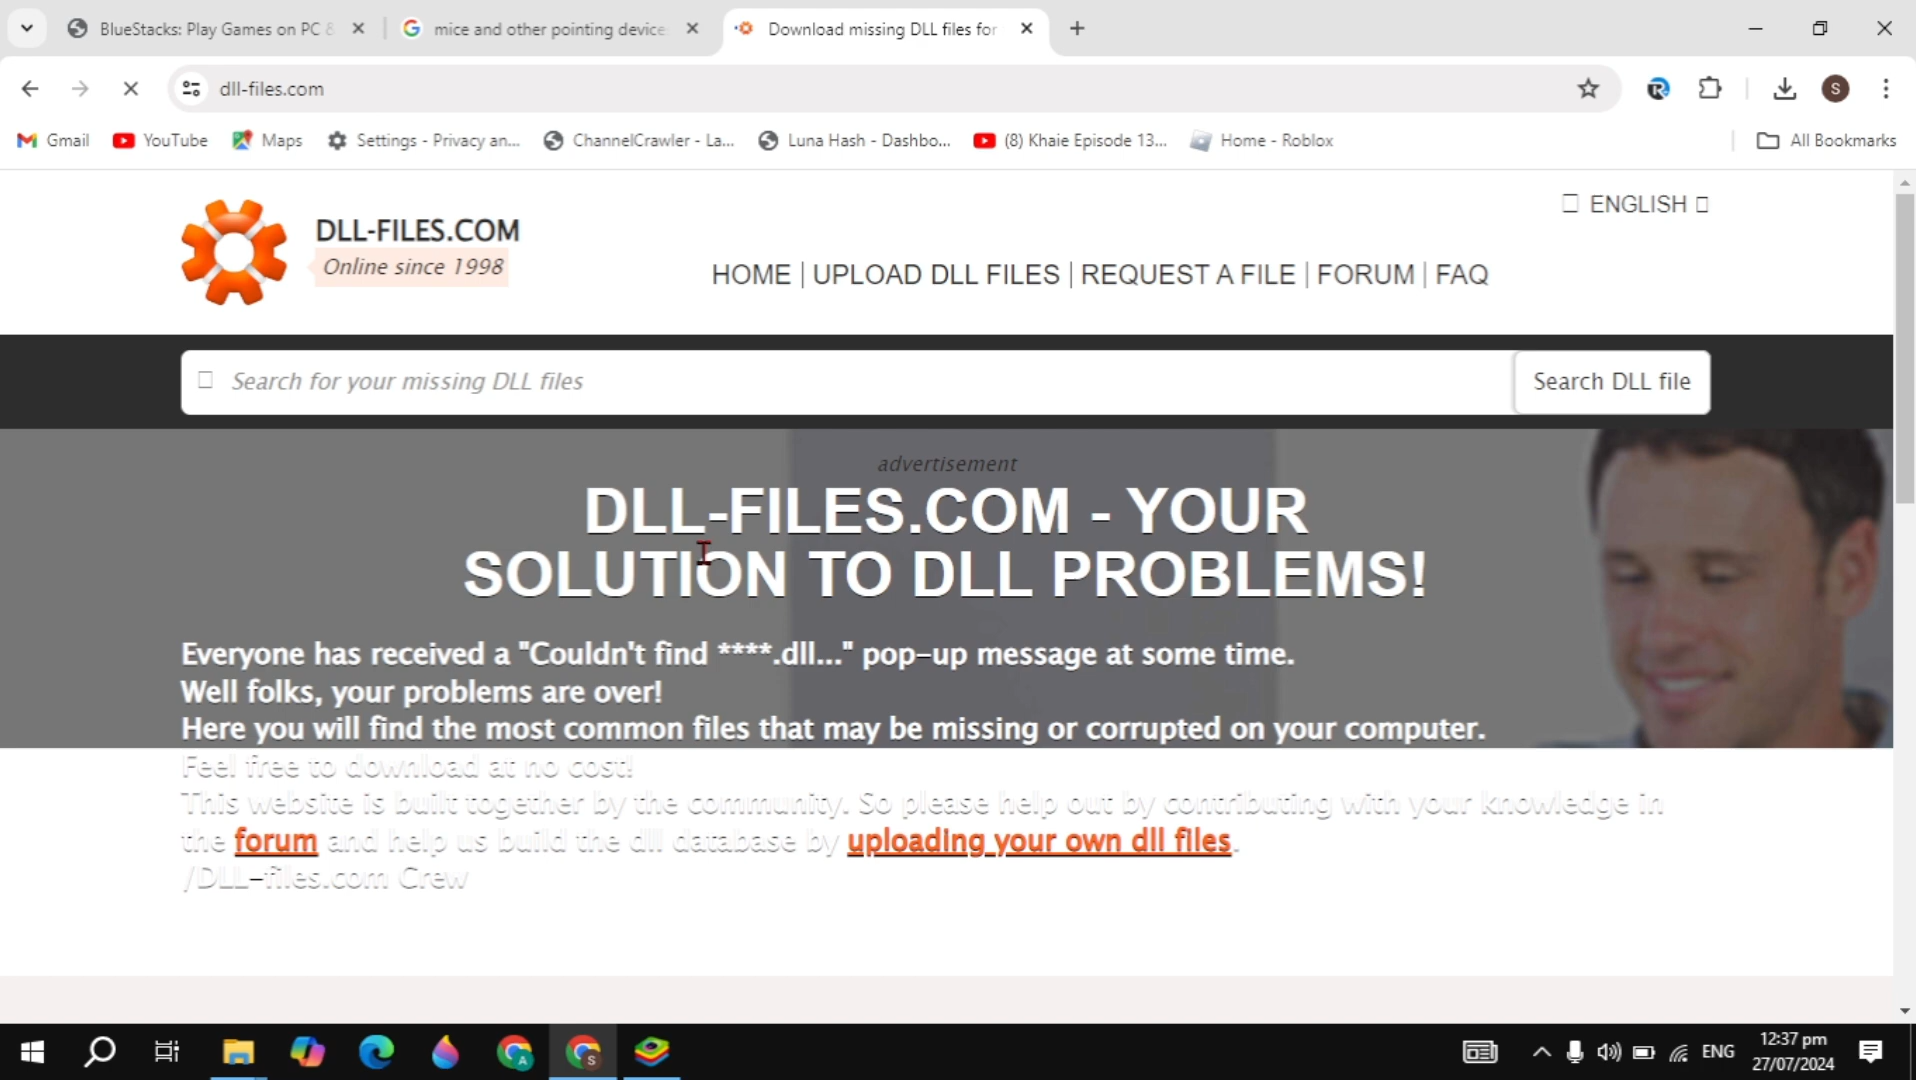 BlueStacks: Play Games on PC &
mice and other pointing device
Download missing DLL files for
dll-files.com
S
Gmail
YouTube
Maps
Settings - Privacy an...
ChannelCrawler - La...
Luna Hash - Dashbo...
(8) Khaie Episode 13...
Home - Roblox
All Bookmarks
ENGLISH
DLL-FILES.COM
Online since 1998
HOME | UPLOAD DLL FILES | REQUEST A FILE | FORUM | FAQ
Search for your missing DLL files
Search DLL file
advertisement
DLL-FILES.COM - YOUR
SOLUTION TO DLL PROBLEMS!
Everyone has received a "Couldn't find ****.dll..." pop-up message at some time.
Well folks, your problems are over!
Here you will find the most common files that may be missing or corrupted on your computer.
Feel free to download at no cost!
This website is built together by the community. So please help out by contributing with your knowledge in
the forum and help us build the dll database by uploading your own dll files.
/DLL-files.com Crew
A
S
ENG
12:37 pm
27/07/2024